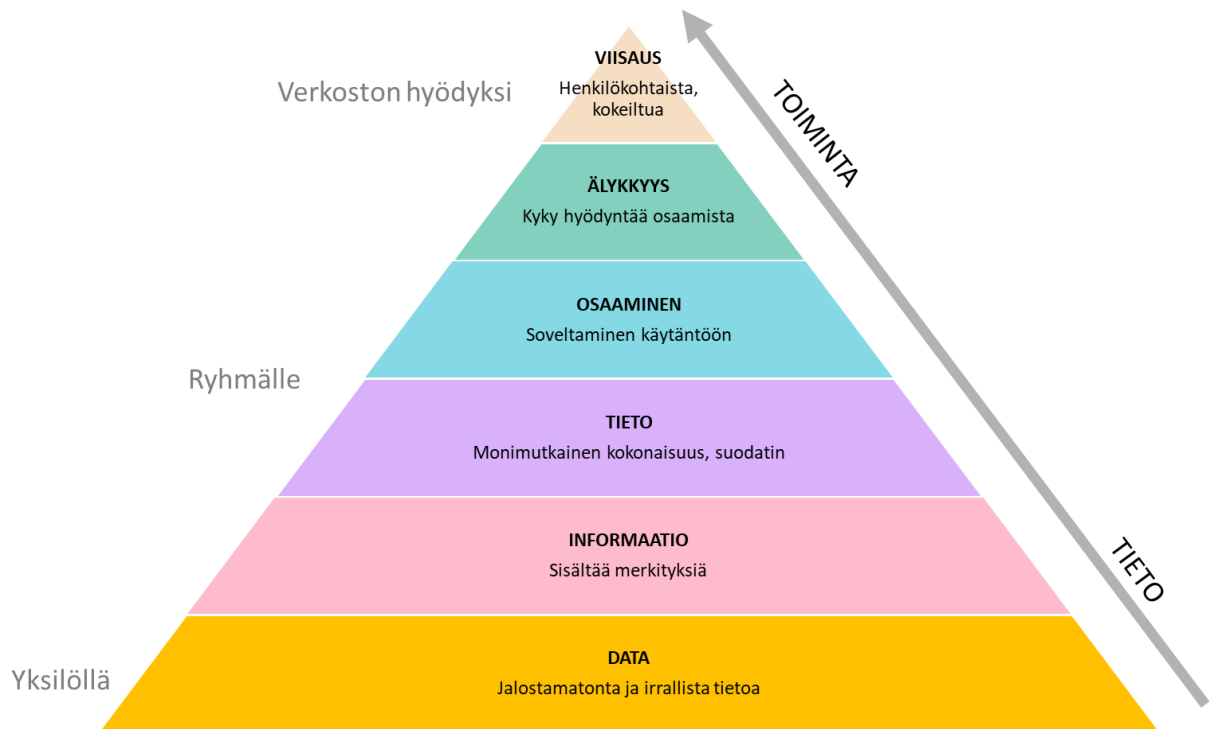 VIISAUS
Verkoston hyödyksi
Henkilökohtaista,
kokeiltua
TOIMINTA
ÄLYKKYYS
Kyky hyödyntää osaamista
OSAAMINEN
Soveltaminen käytäntöön
Ryhmälle
TIETO
Monimutkainen kokonaisuus, suodatin
INFORMAATIO
Sisältää merkityksiä
TIETO
DATA
Yksilöllä
Jalostamatonta ja irrallista tietoa